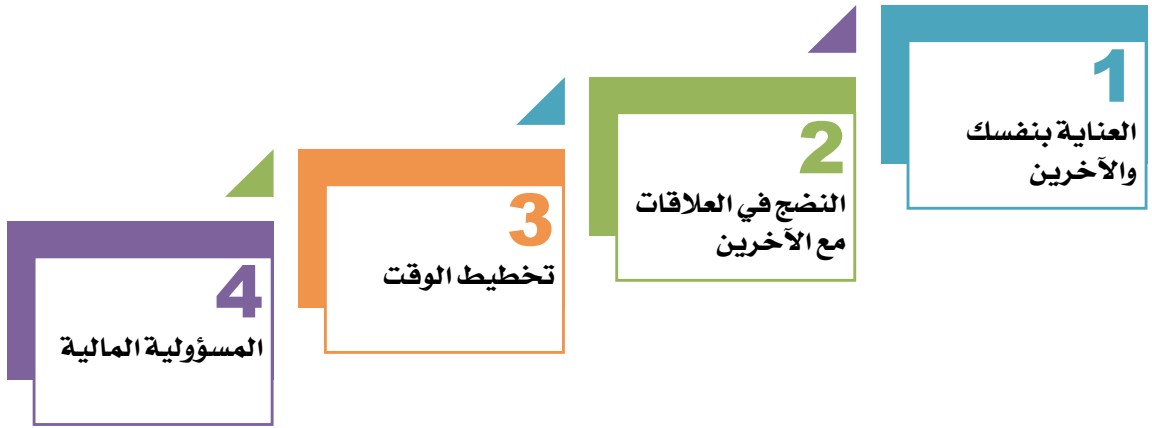 1
العناية بنفسك
والآخرين
2
النضج في العلاقات
مع الآخرين
3
تخطيط الوقت
4
المسؤولية المالية